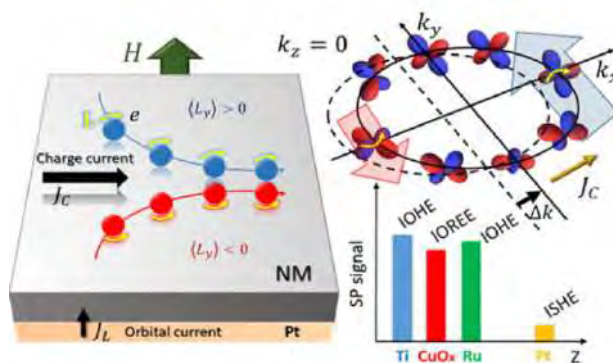 H
e
L
⟨L_y⟩ > 0
Charge current
J_C
⟨L_y⟩ < 0
NM
J_L Orbital current Pt
k_z = 0
k_y
k_x
J_C
Δk
IOHE
IOREE
IOHE
ISHE
SP signal
Ti CuOₓ Ru Pt Z